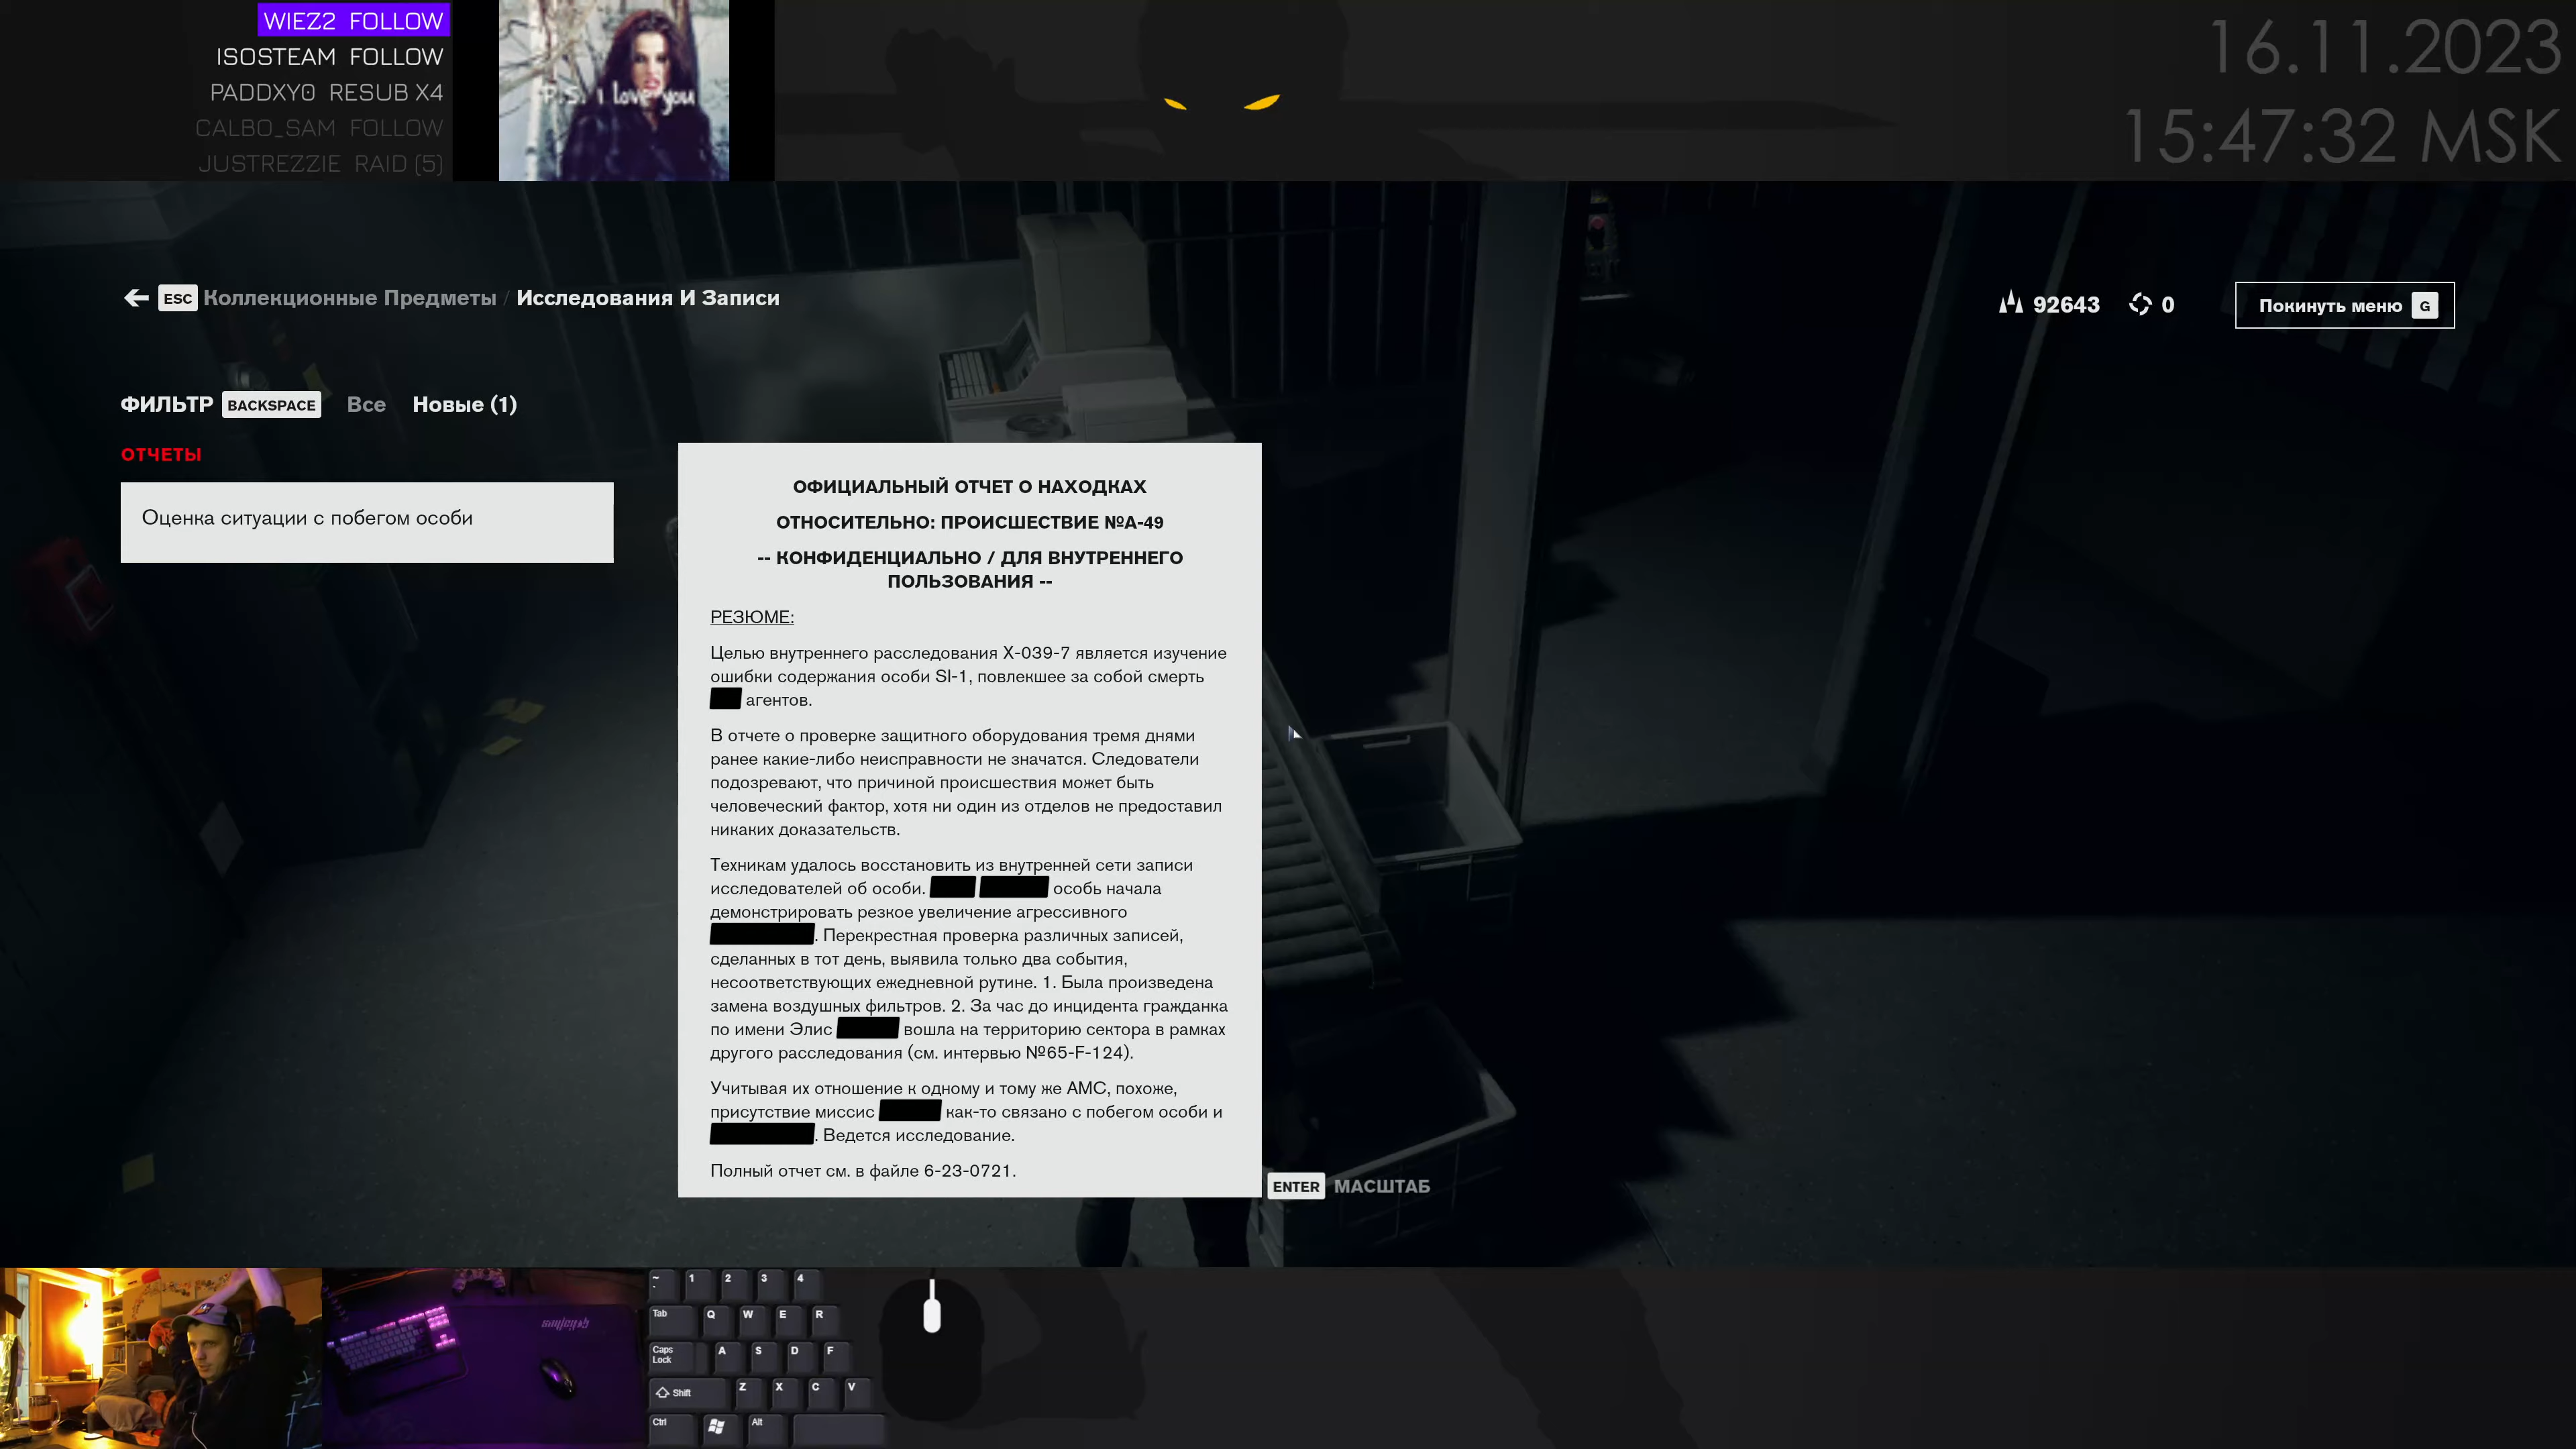 WIEZ2 FOLLOW
ISOSTEAM FOLLOW
PADDXY0 RESUB X4
CALBO_SAM FOLLOW
JUSTREZZIE RAID (5)
P.S. I love you
16.11.2023
15:47:32 MSK
ESC Коллекционные Предметы / Исследования И Записи
92643 0 Покинуть меню G
ФИЛЬТР BACKSPACE Все Новые (1)
ОТЧЕТЫ
Оценка ситуации с побегом особи
ОФИЦИАЛЬНЫЙ ОТЧЕТ О НАХОДКАХ
ОТНОСИТЕЛЬНО: ПРОИСШЕСТВИЕ №A-49
-- КОНФИДЕНЦИАЛЬНО / ДЛЯ ВНУТРЕННЕГО
ПОЛЬЗОВАНИЯ --
РЕЗЮМЕ:
Целью внутреннего расследования X-039-7 является изучение
ошибки содержания особи SI-1, повлекшее за собой смерть
агентов.
В отчете о проверке защитного оборудования тремя днями
ранее какие-либо неисправности не значатся. Следователи
подозревают, что причиной происшествия может быть
человеческий фактор, хотя ни один из отделов не предоставил
никаких доказательств.
Техникам удалось восстановить из внутренней сети записи
исследователей об особи. особь начала
демонстрировать резкое увеличение агрессивного
. Перекрестная проверка различных записей,
сделанных в тот день, выявила только два события,
несоответствующих ежедневной рутине. 1. Была произведена
замена воздушных фильтров. 2. За час до инцидента гражданка
по имени Элис вошла на территорию сектора в рамках
другого расследования (см. интервью №65-F-124).
Учитывая их отношение к одному и тому же АМС, похоже,
присутствие миссис как-то связано с побегом особи и
. Ведется исследование.
Полный отчет см. в файле 6-23-0721.
ENTER МАСШТАБ
~ 1 2 3 4
Tab Q W E R
Caps Lock A S D F
Shift Z X C V
Ctrl Alt